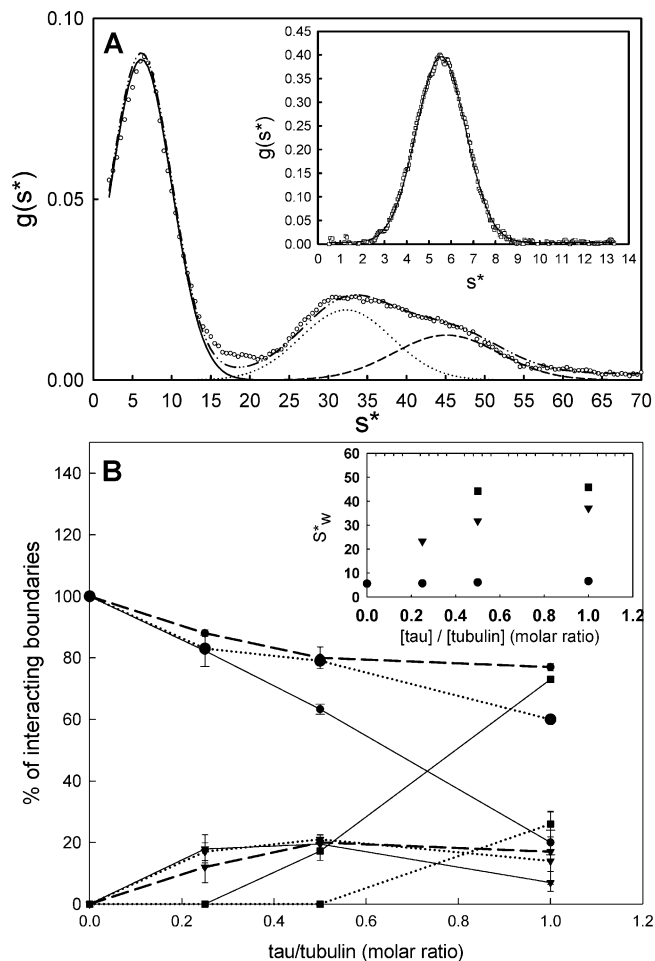 A
0.10
0.05
0.00
g(s*)
0 5 10 15 20 25 30 35 40 45 50 55 60 65 70
s*
0.45
0.40
0.35
0.30
0.25
0.20
0.15
0.10
0.05
0.00
g(s*)
0 1 2 3 4 5 6 7 8 9 10 11 12 13 14
s*
B
140
120
100
80
60
40
20
0
% of interacting boundaries
0.0 0.2 0.4 0.6 0.8 1.0 1.2
tau/tubulin (molar ratio)
60
50
40
30
20
10
0
S*w
0.0 0.2 0.4 0.6 0.8 1.0 1.2
[tau] / [tubulin] (molar ratio)